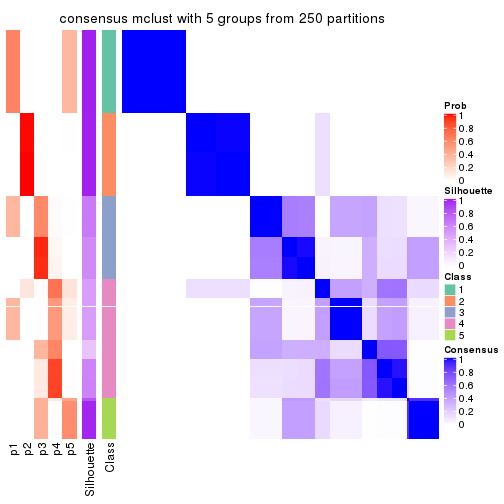 consensus mclust with 5 groups from 250 partitions
Prob
1
0.8
0.6
0.4
0.2
0
Silhouette
1
0.8
0.6
0.4
0.2
0
Class
1
2
3
4
5
Consensus
1
0.8
0.6
0.4
0.2
0
p1
p2
p3
p4
p5
Silhouette
Class